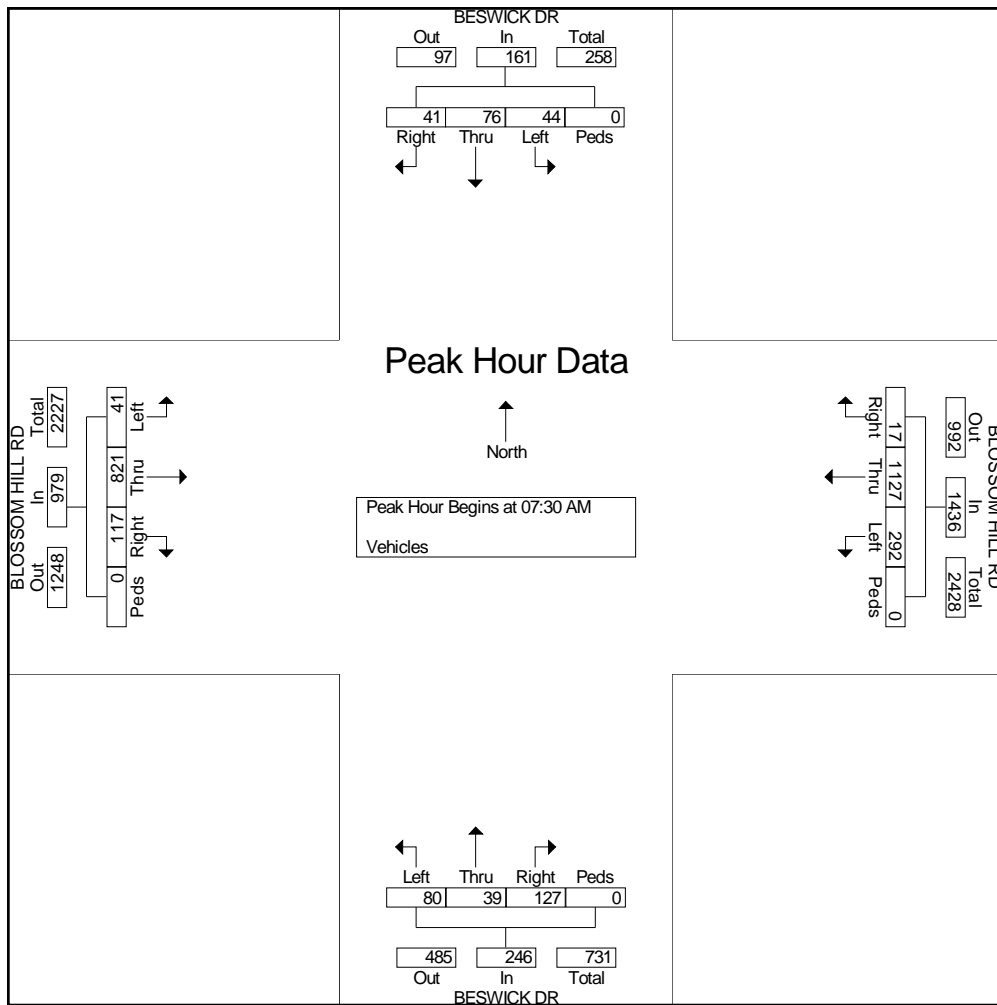 BESWICK DR
Out In Total
97 161 258
41 76 44 0
Right Thru Left Peds
Peak Hour Data
North
Peak Hour Begins at 07:30 AM
Vehicles
BLOSSOM HILL RD
Out In Total
1248 979 2227
41 821 117 0
Left Thru Right Peds
BLOSSOM HILL RD
Out In Total
992 1436 2428
17 1127 292 0
Right Thru Left Peds
Left Thru Right Peds
80 39 127 0
485 246 731
Out In Total
BESWICK DR